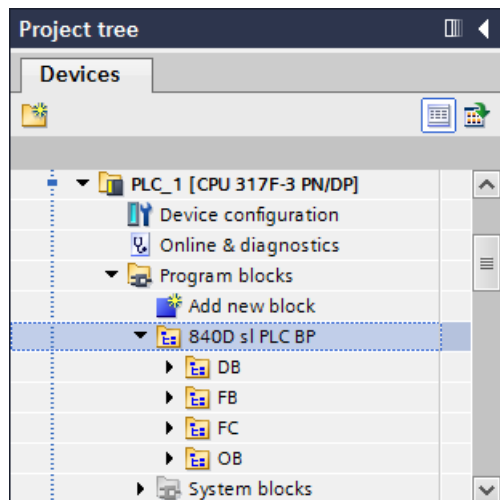 Project tree
Devices
PLC_1 [CPU 317F-3 PN/DP]
Device configuration
Online & diagnostics
Program blocks
Add new block
840D sl PLC BP
DB
FB
FC
OB
System blocks